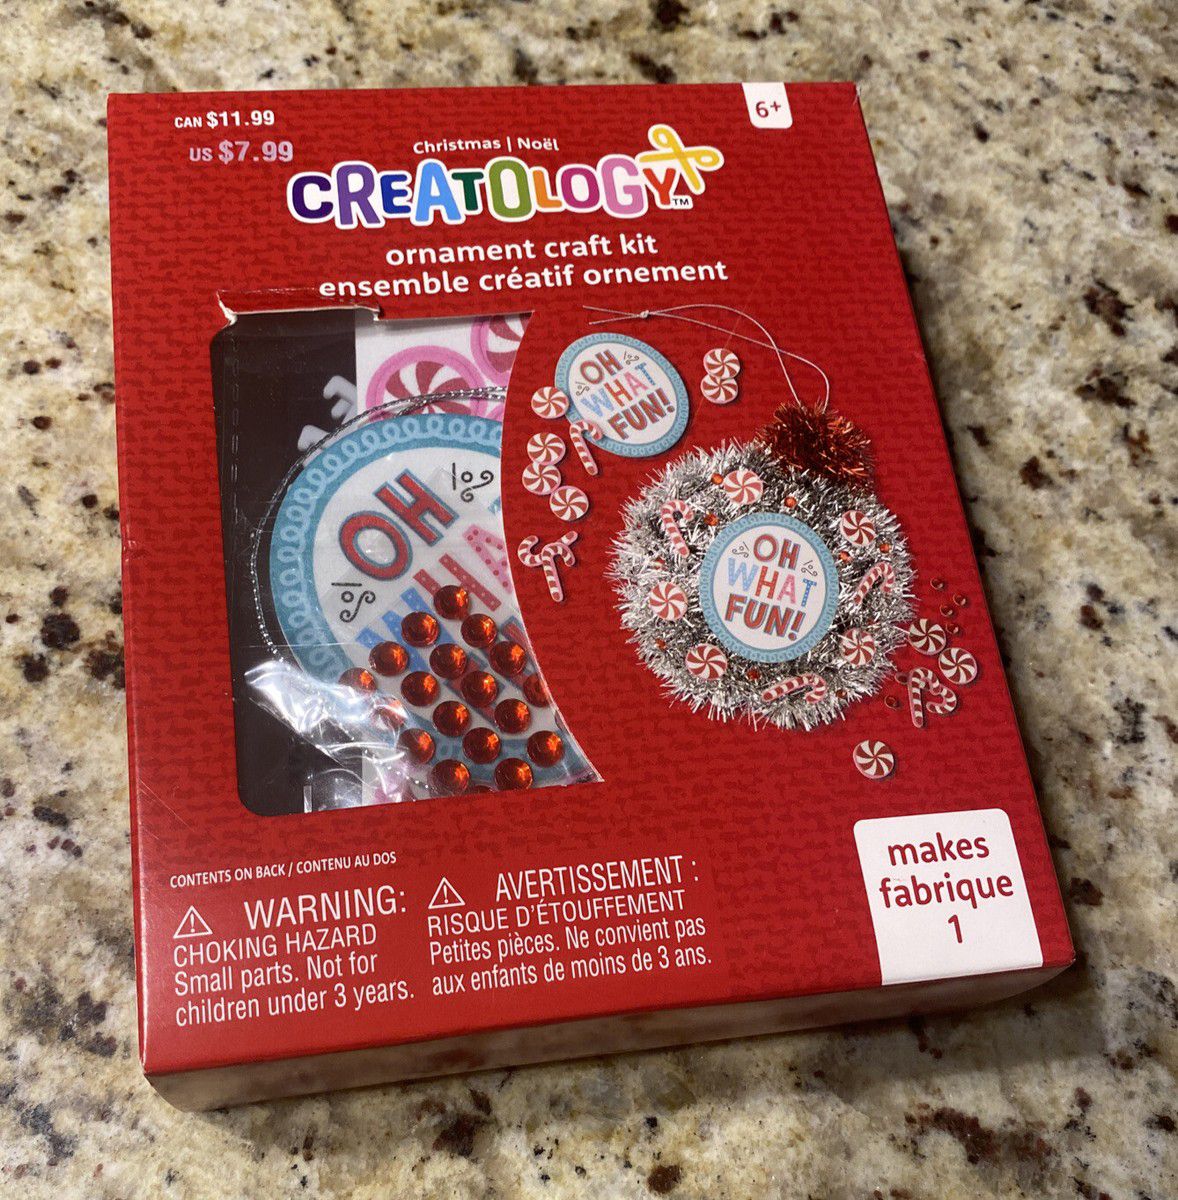 CAN $11.99
US $7.99
6+
Christmas | Noël
CREATOLOGY™
ornament craft kit
ensemble créatif ornement
OH
WHAT
FUN!
OH
WHA
OH
WHAT
FUN!
CONTENTS ON BACK / CONTENU AU DOS
WARNING:
CHOKING HAZARD
Small parts. Not for
children under 3 years.
AVERTISSEMENT :
RISQUE D'ÉTOUFFEMENT
Petites pièces. Ne convient pas
aux enfants de moins de 3 ans.
makes
fabrique
1